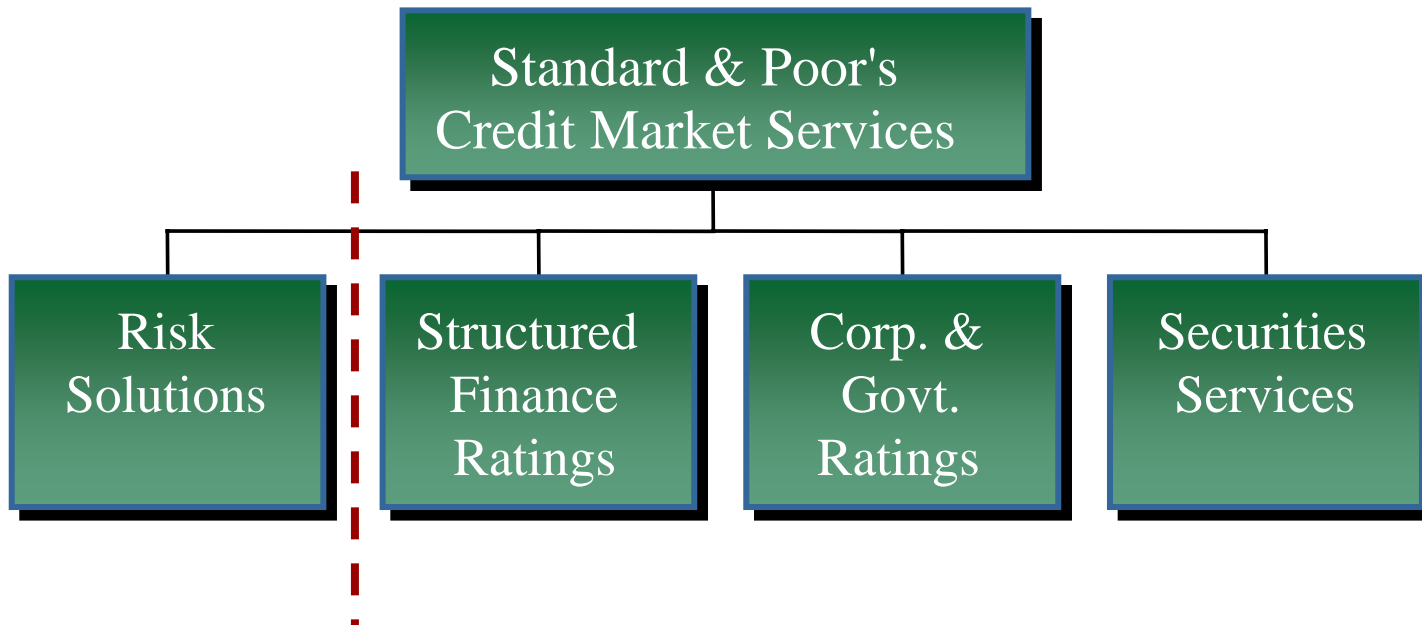 Standard & Poor's
Credit Market Services
Risk
Solutions
Structured
Finance
Ratings
Corp. &
Govt.
Ratings
Securities
Services